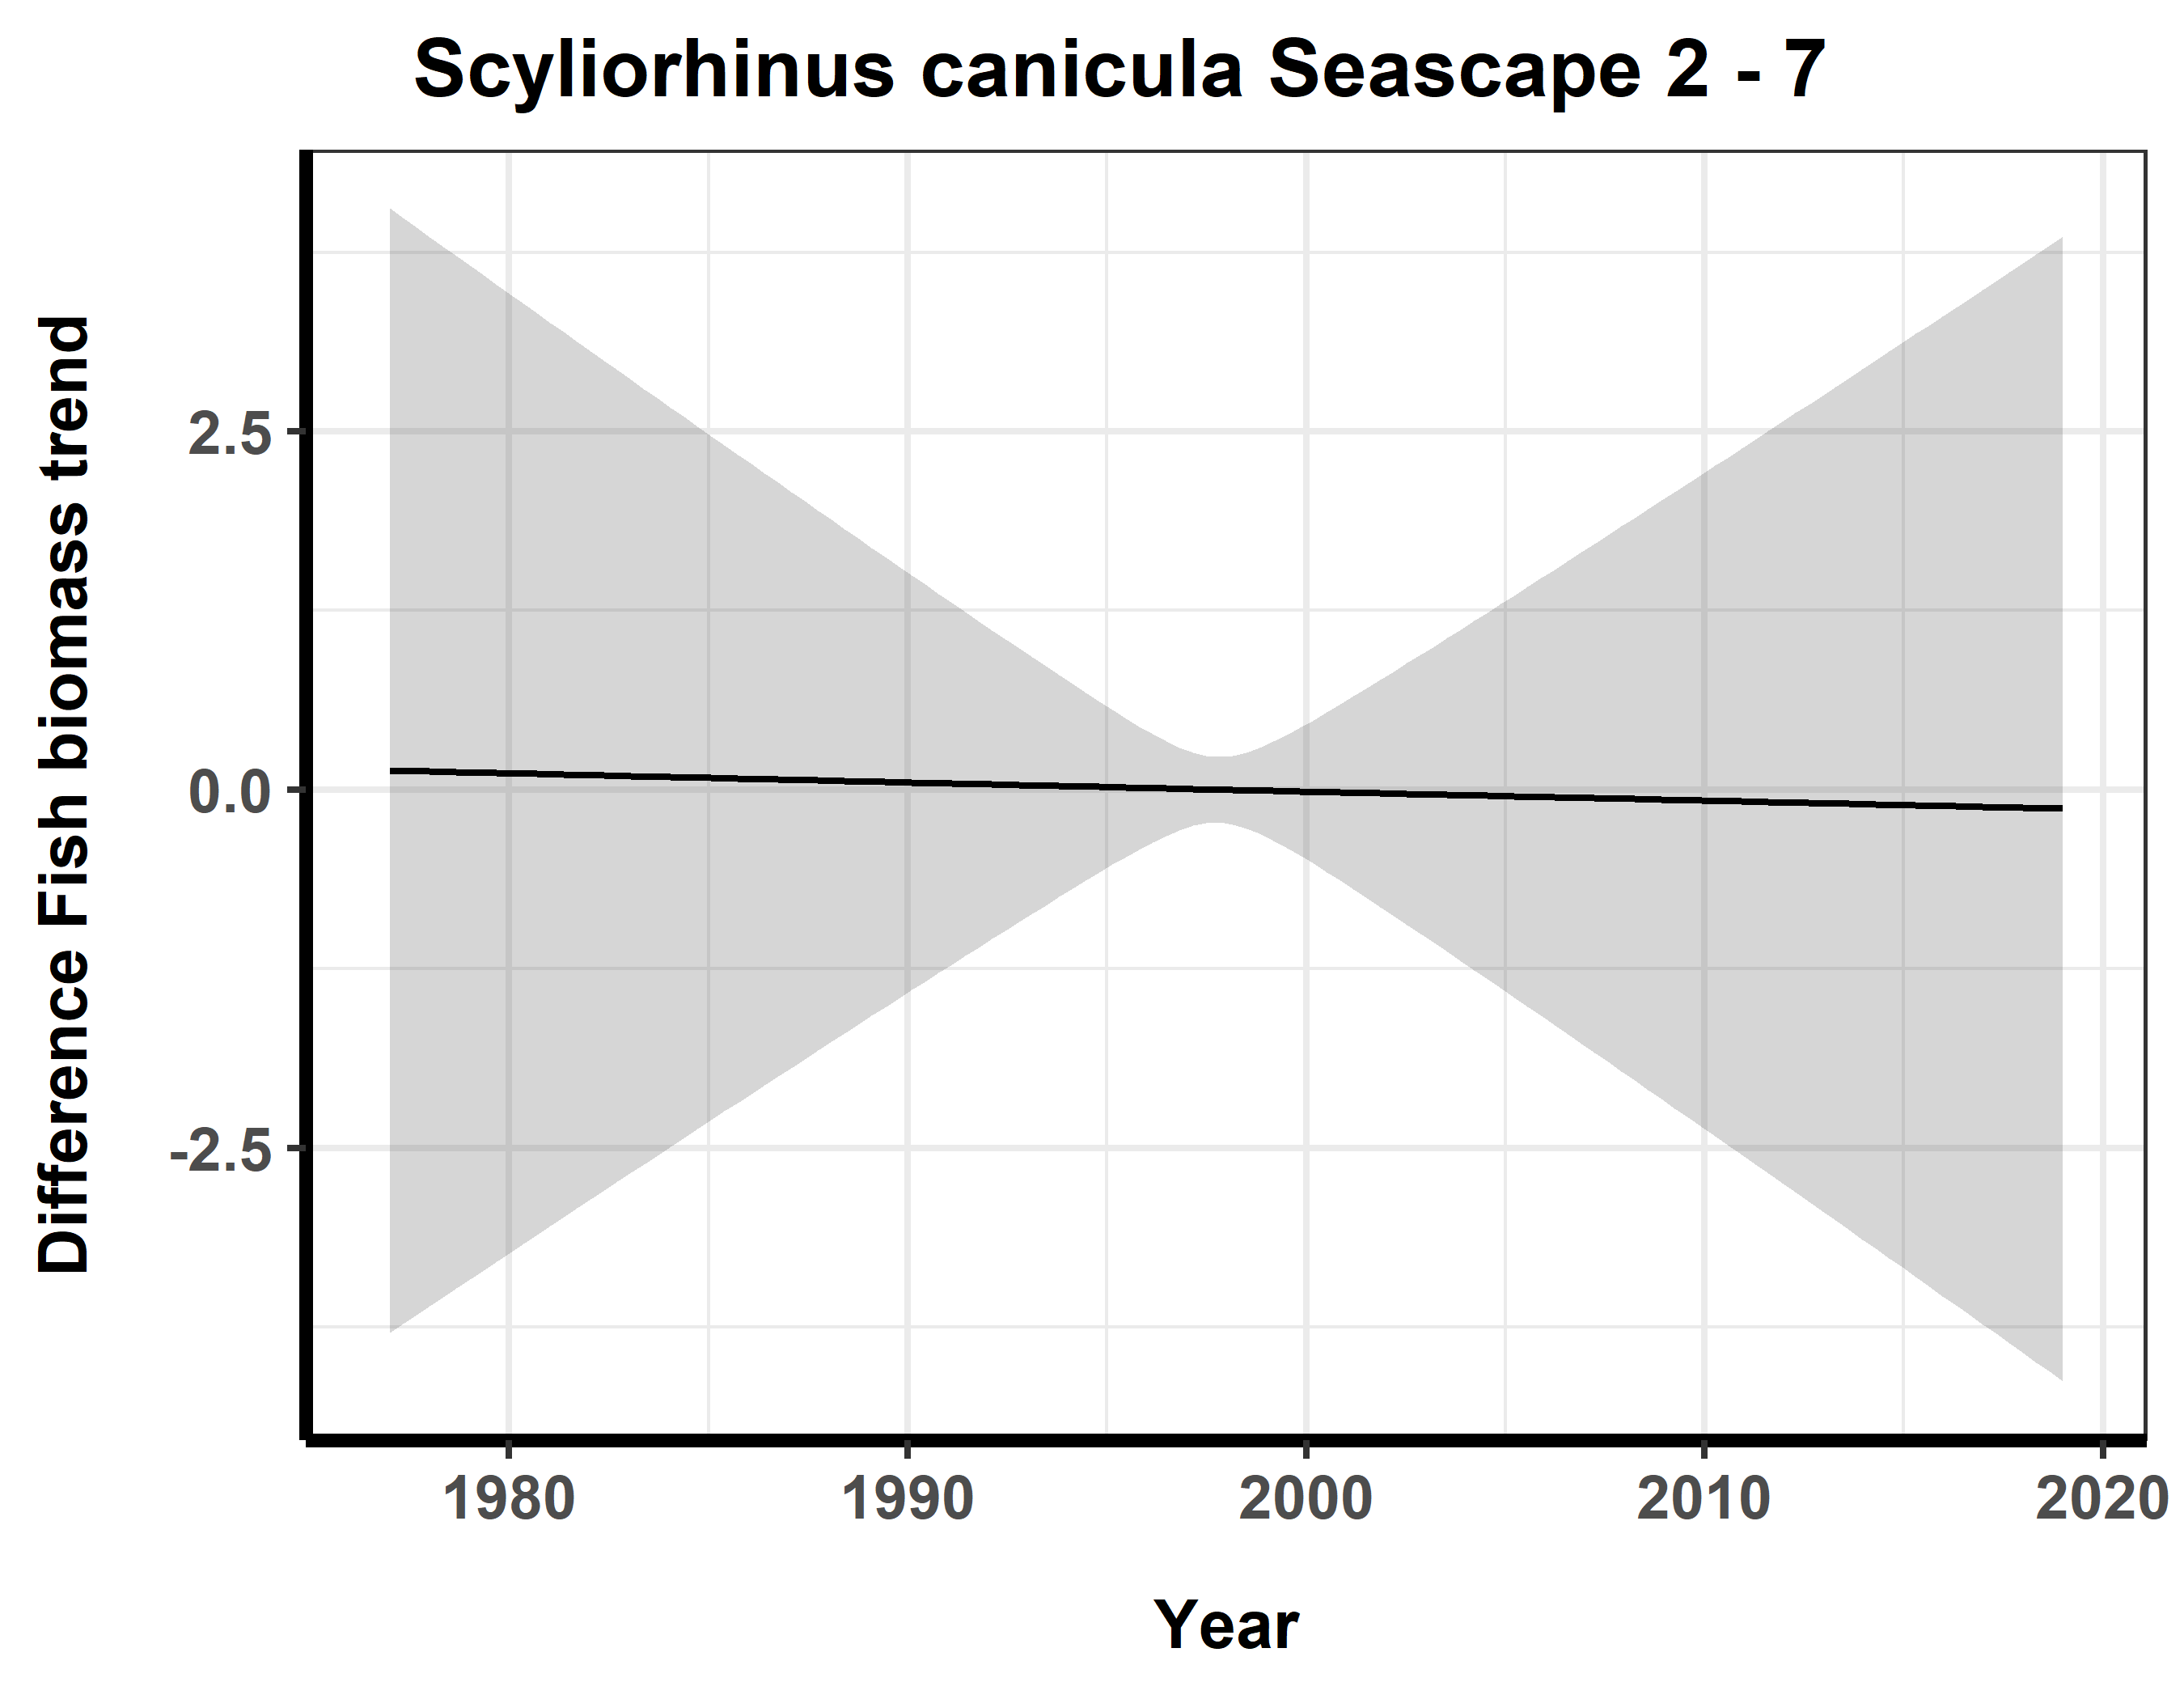 Scyliorhinus canicula Seascape 2 - 7
Difference Fish biomass trend
2.5
0.0
-2.5
1980 1990 2000 2010 2020
Year